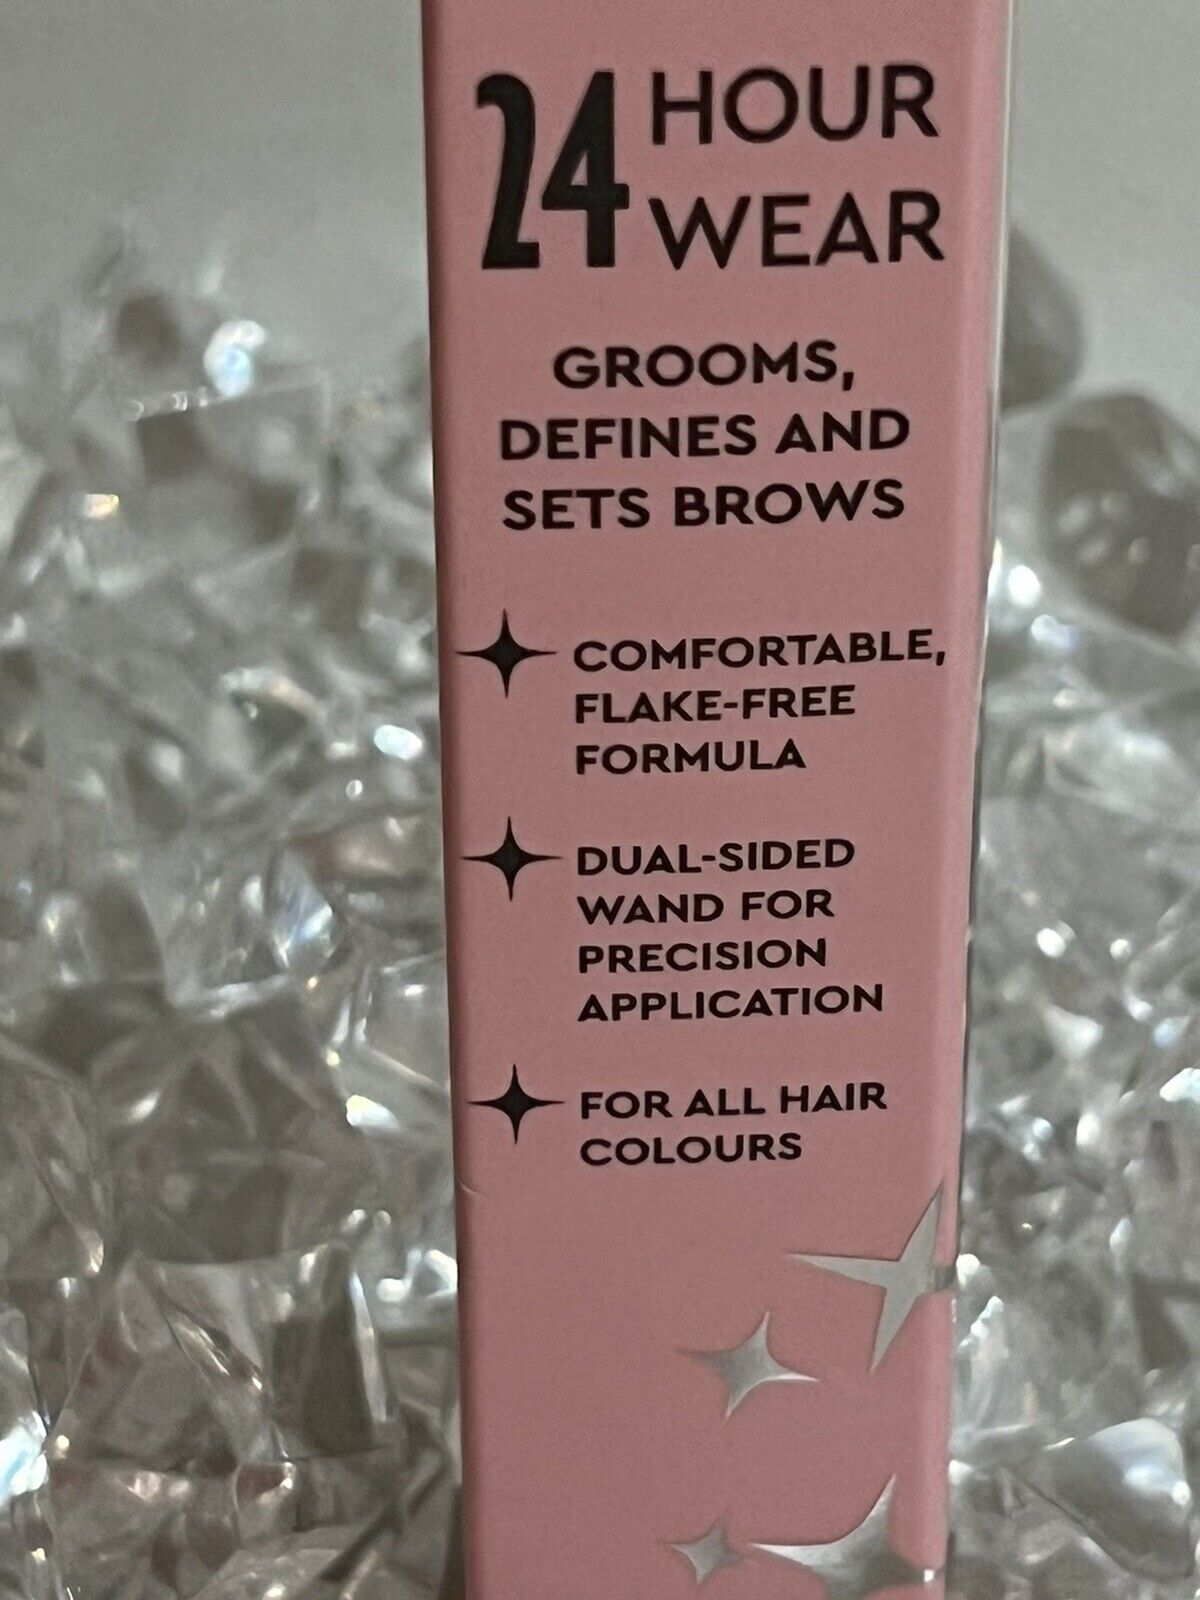 24 HOUR
WEAR
GROOMS,
DEFINES AND
SETS BROWS
COMFORTABLE,
FLAKE-FREE
FORMULA
DUAL-SIDED
WAND FOR
PRECISION
APPLICATION
FOR ALL HAIR
COLOURS